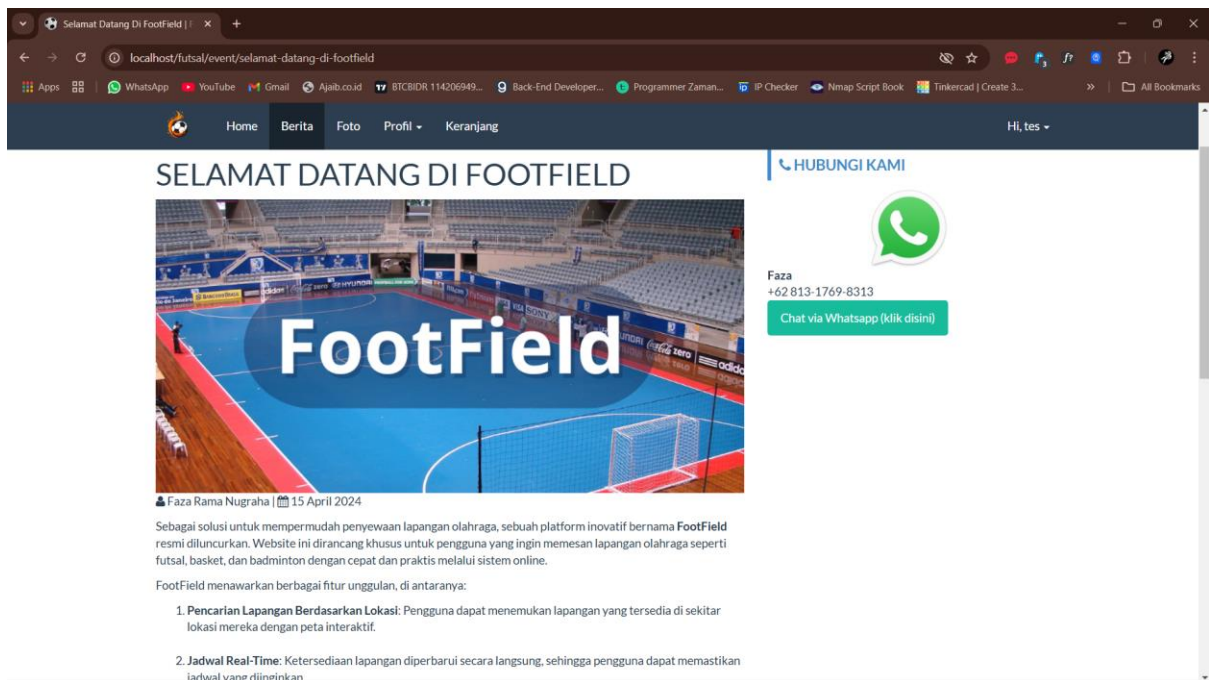 Selamat Datang Di FootField |
localhost/futsal/event/selamat-datang-di-footfield
Apps WhatsApp YouTube Gmail Ajaib.co.id BTCBIDR 114206949... Back-End Developer... Programmer Zaman... IP Checker Nmap Script Book Tinkercad | Create 3... » All Bookmarks
Home Berita Foto Profil Keranjang Hi, tes
SELAMAT DATANG DI FOOTFIELD
HUBUNGI KAMI
FootField
Faza
+62 813-1769-8313
Chat via Whatsapp (klik disini)
Faza Rama Nugraha | 15 April 2024
Sebagai solusi untuk mempermudah penyewaan lapangan olahraga, sebuah platform inovatif bernama FootField
resmi diluncurkan. Website ini dirancang khusus untuk pengguna yang ingin memesan lapangan olahraga seperti
futsal, basket, dan badminton dengan cepat dan praktis melalui sistem online.
FootField menawarkan berbagai fitur unggulan, di antaranya:
1. Pencarian Lapangan Berdasarkan Lokasi: Pengguna dapat menemukan lapangan yang tersedia di sekitar
lokasi mereka dengan peta interaktif.
2. Jadwal Real-Time: Ketersediaan lapangan diperbarui secara langsung, sehingga pengguna dapat memastikan
jadwal yang diinginkan